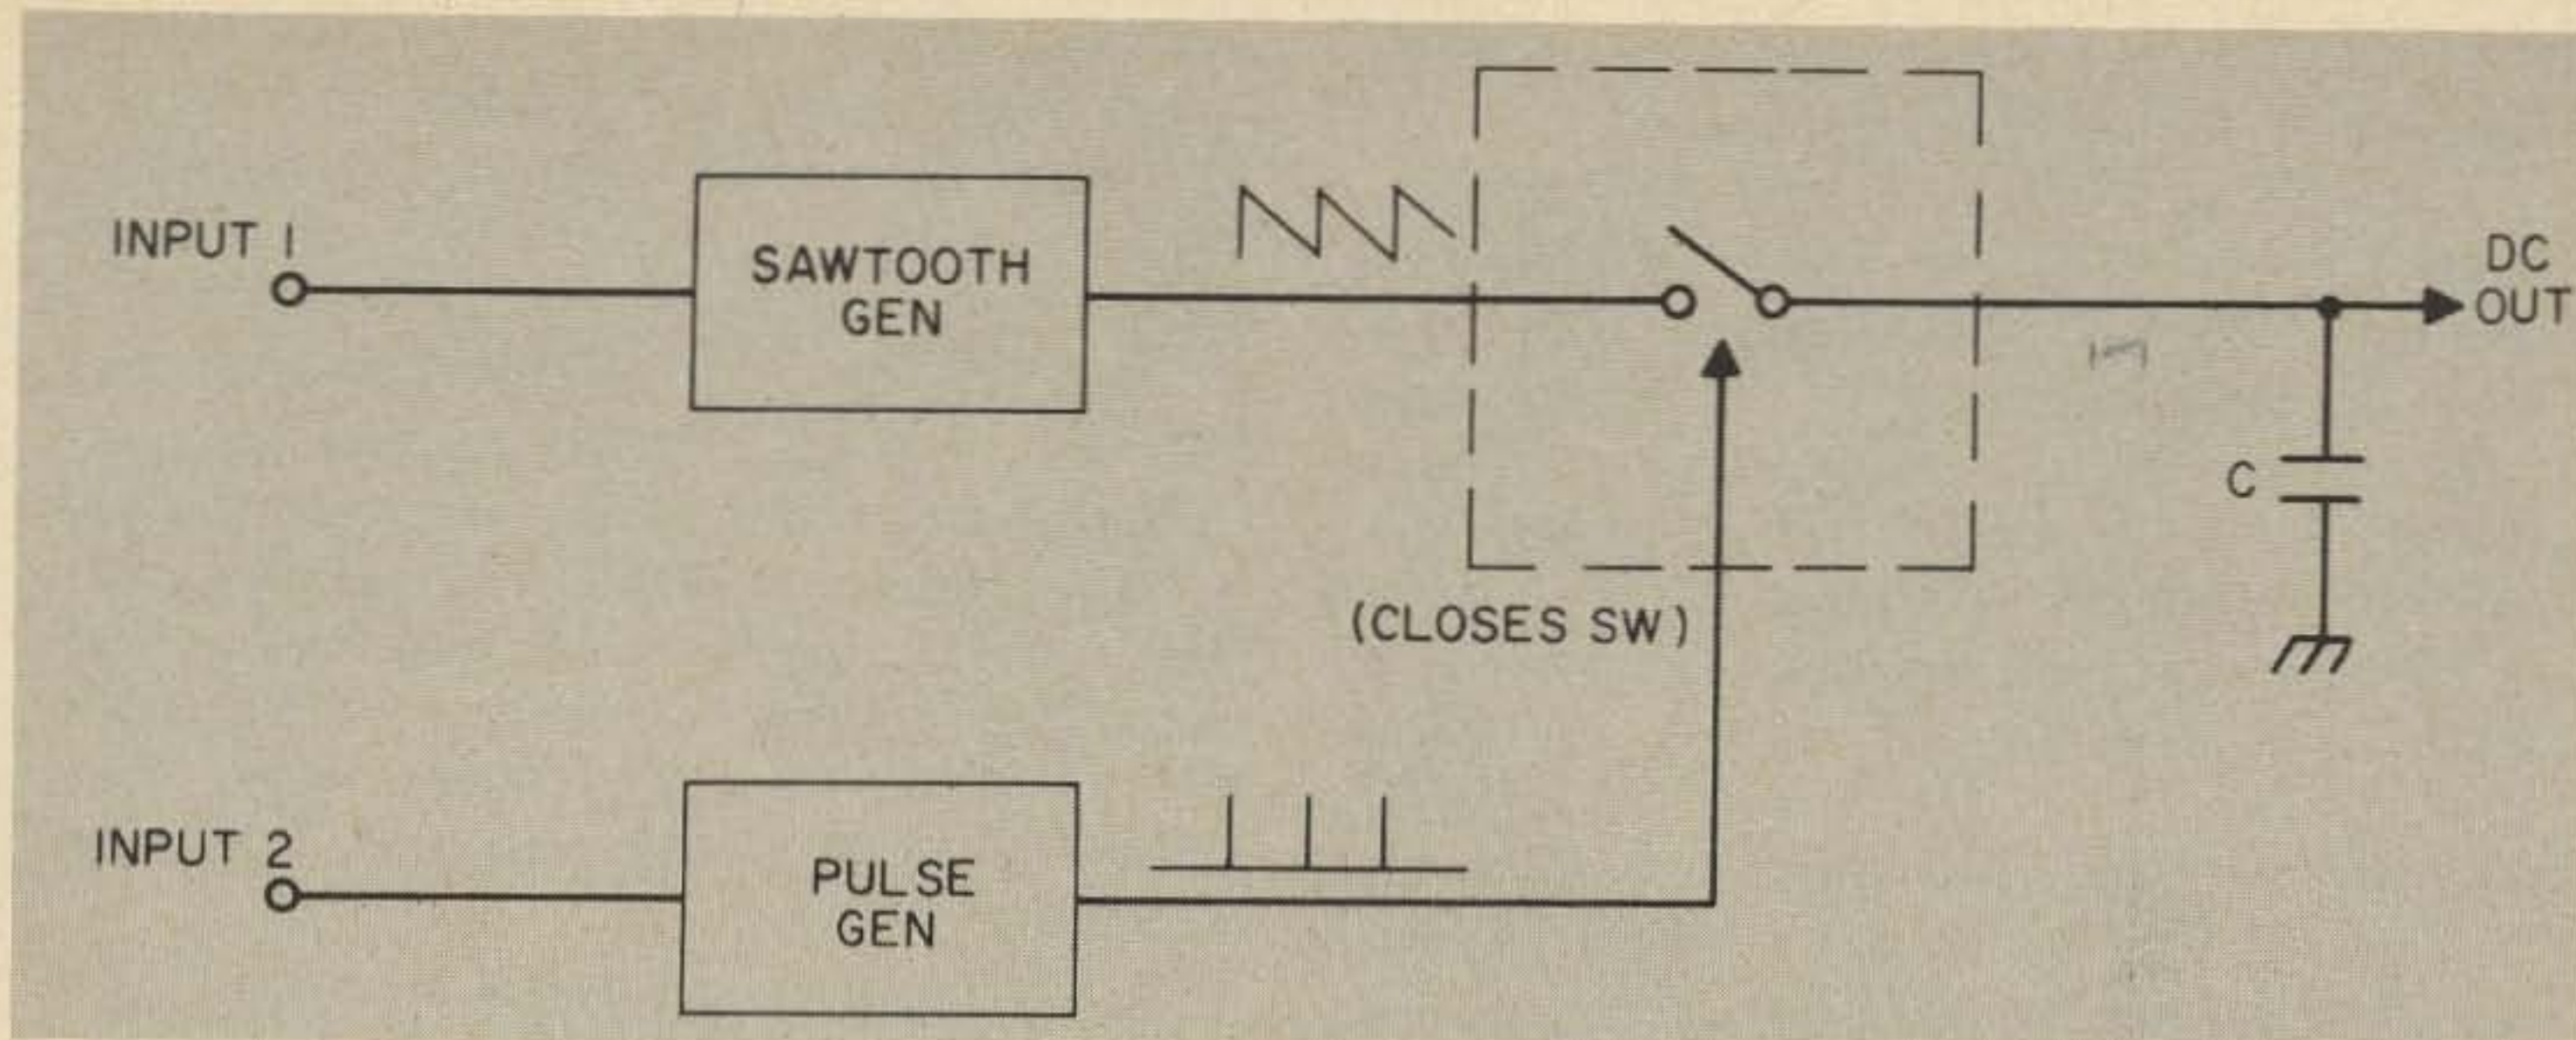 INPUT 1
SAWTOOTH
GEN
DC
OUT
C
(CLOSES SW)
INPUT 2
PULSE
GEN